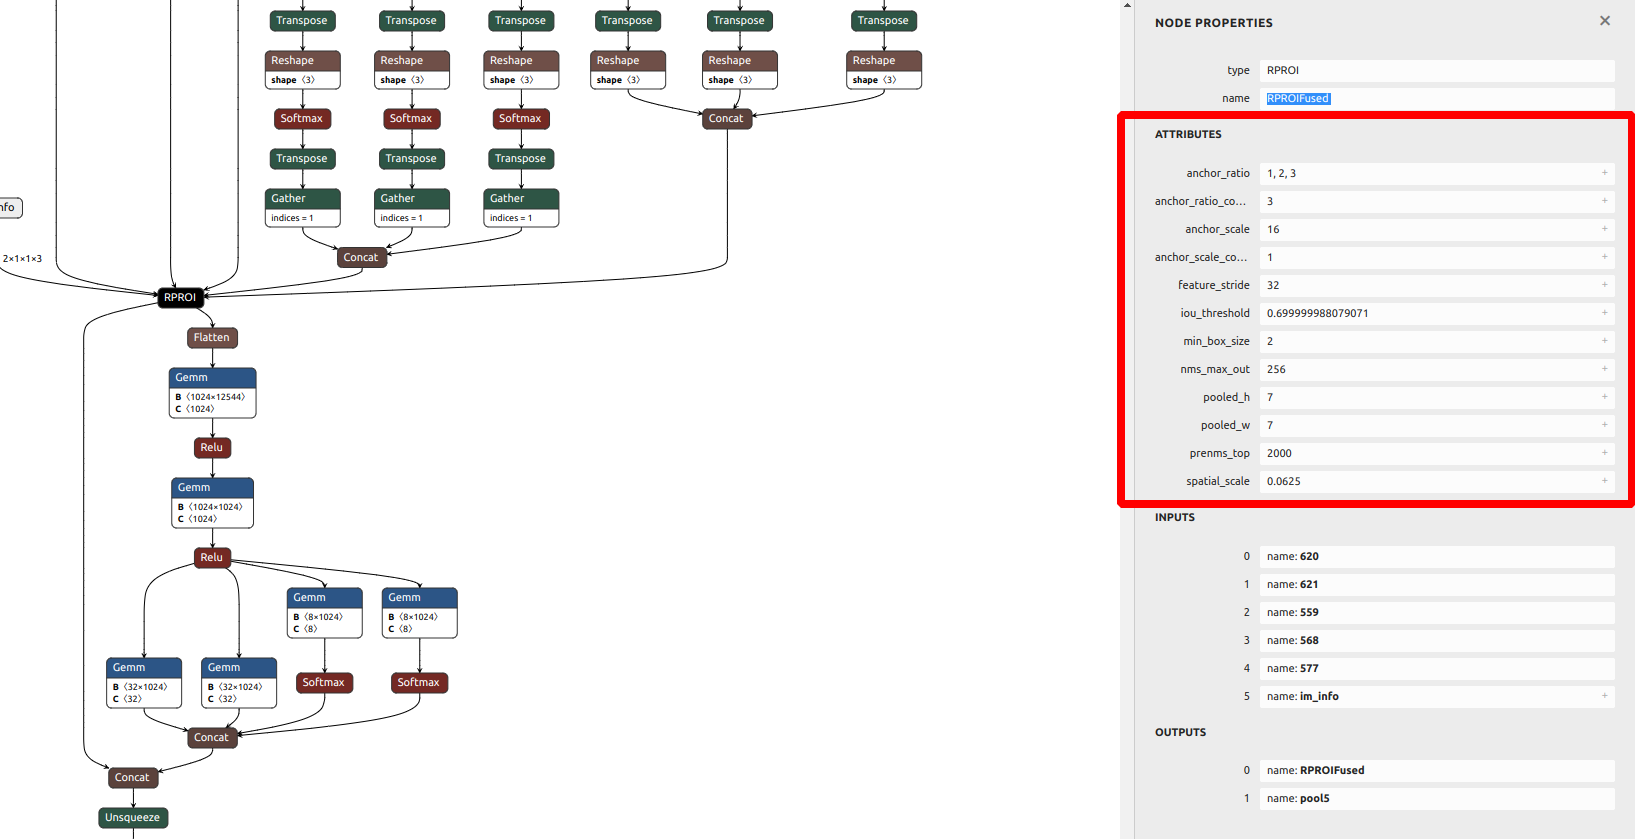 Transpose Transpose Transpose Transpose Transpose Transpose
Reshape Reshape Reshape Reshape Reshape Reshape
shape 〈3〉 shape 〈3〉 shape 〈3〉 shape 〈3〉 shape 〈3〉 shape 〈3〉
Softmax Softmax Softmax Concat
Transpose Transpose Transpose
Gather Gather Gather
indices = 1 indices = 1 indices = 1
nfo
Concat
2×1×1×3
RPROI
Flatten
Gemm
B 〈1024×12544〉
C 〈1024〉
Relu
Gemm
B 〈1024×1024〉
C 〈1024〉
Relu
Gemm Gemm
B 〈8×1024〉 B 〈8×1024〉
C 〈8〉 C 〈8〉
Gemm Gemm
B 〈32×1024〉 B 〈32×1024〉
C 〈32〉 C 〈32〉
Softmax Softmax
Concat
Concat
Unsqueeze
NODE PROPERTIES ×
type RPROI
name RPROIFused
ATTRIBUTES
anchor_ratio 1, 2, 3 +
anchor_ratio_co... 3 +
anchor_scale 16 +
anchor_scale_co... 1 +
feature_stride 32 +
iou_threshold 0.699999988079071 +
min_box_size 2 +
nms_max_out 256 +
pooled_h 7 +
pooled_w 7 +
prenms_top 2000 +
spatial_scale 0.0625 +
INPUTS
0 name: 620
1 name: 621
2 name: 559
3 name: 568
4 name: 577
5 name: im_info +
OUTPUTS
0 name: RPROIFused
1 name: pool5